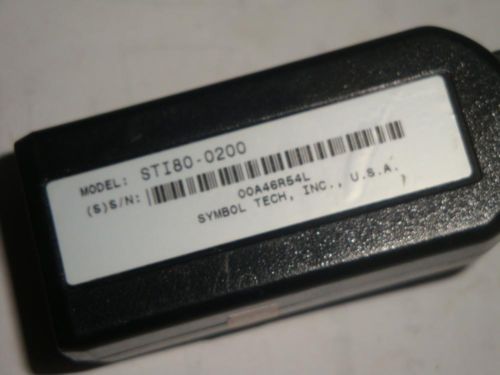 MODEL: STI80-0200
(S)S/N:
00A46R54L
SYMBOL TECH, INC., U.S.A.